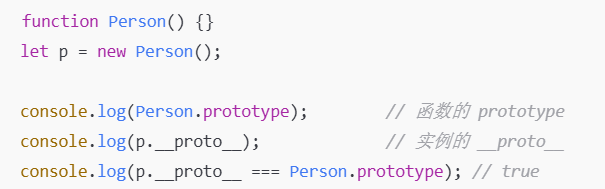 function Person() {}
let p = new Person();
console.log(Person.prototype);        // 函数的 prototype
console.log(p.__proto__);             // 实例的 __proto__
console.log(p.__proto__ === Person.prototype); // true